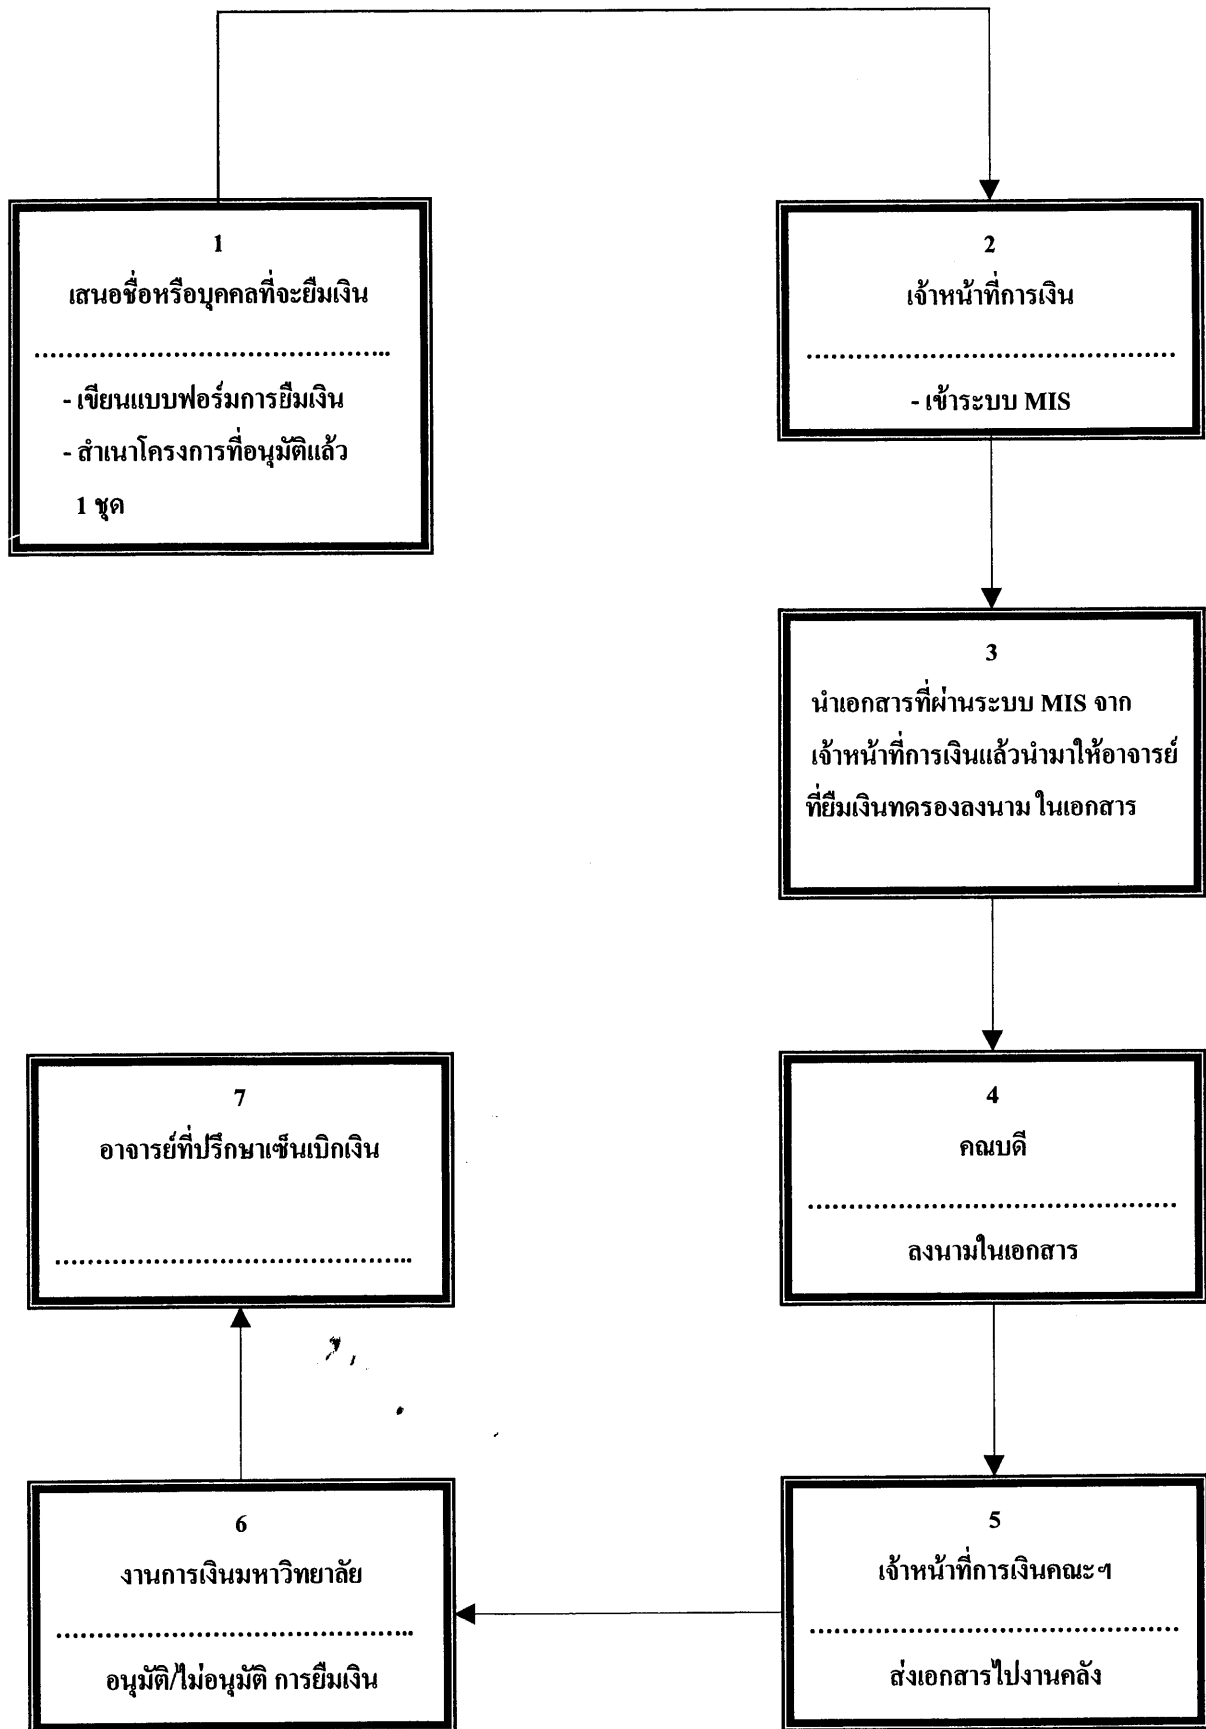 1
เสนอชื่อหรือบุคคลที่จะยืมเงิน
................................................
- เขียนแบบฟอร์มการยืมเงิน
- สำเนาโครงการที่อนุมัติแล้ว
1 ชุด
2
เจ้าหน้าที่การเงิน
................................................
- เข้าระบบ MIS
3
นำเอกสารที่ผ่านระบบ MIS จาก
เจ้าหน้าที่การเงินแล้วนำมาให้อาจารย์
ที่ยืมเงินทดรองลงนาม ในเอกสาร
4
คณบดี
................................................
ลงนามในเอกสาร
5
เจ้าหน้าที่การเงินคณะฯ
................................................
ส่งเอกสารไปงานคลัง
6
งานการเงินมหาวิทยาลัย
................................................
อนุมัติ/ไม่อนุมัติ การยืมเงิน
7
อาจารย์ที่ปรึกษาเซ็นเบิกเงิน
................................................